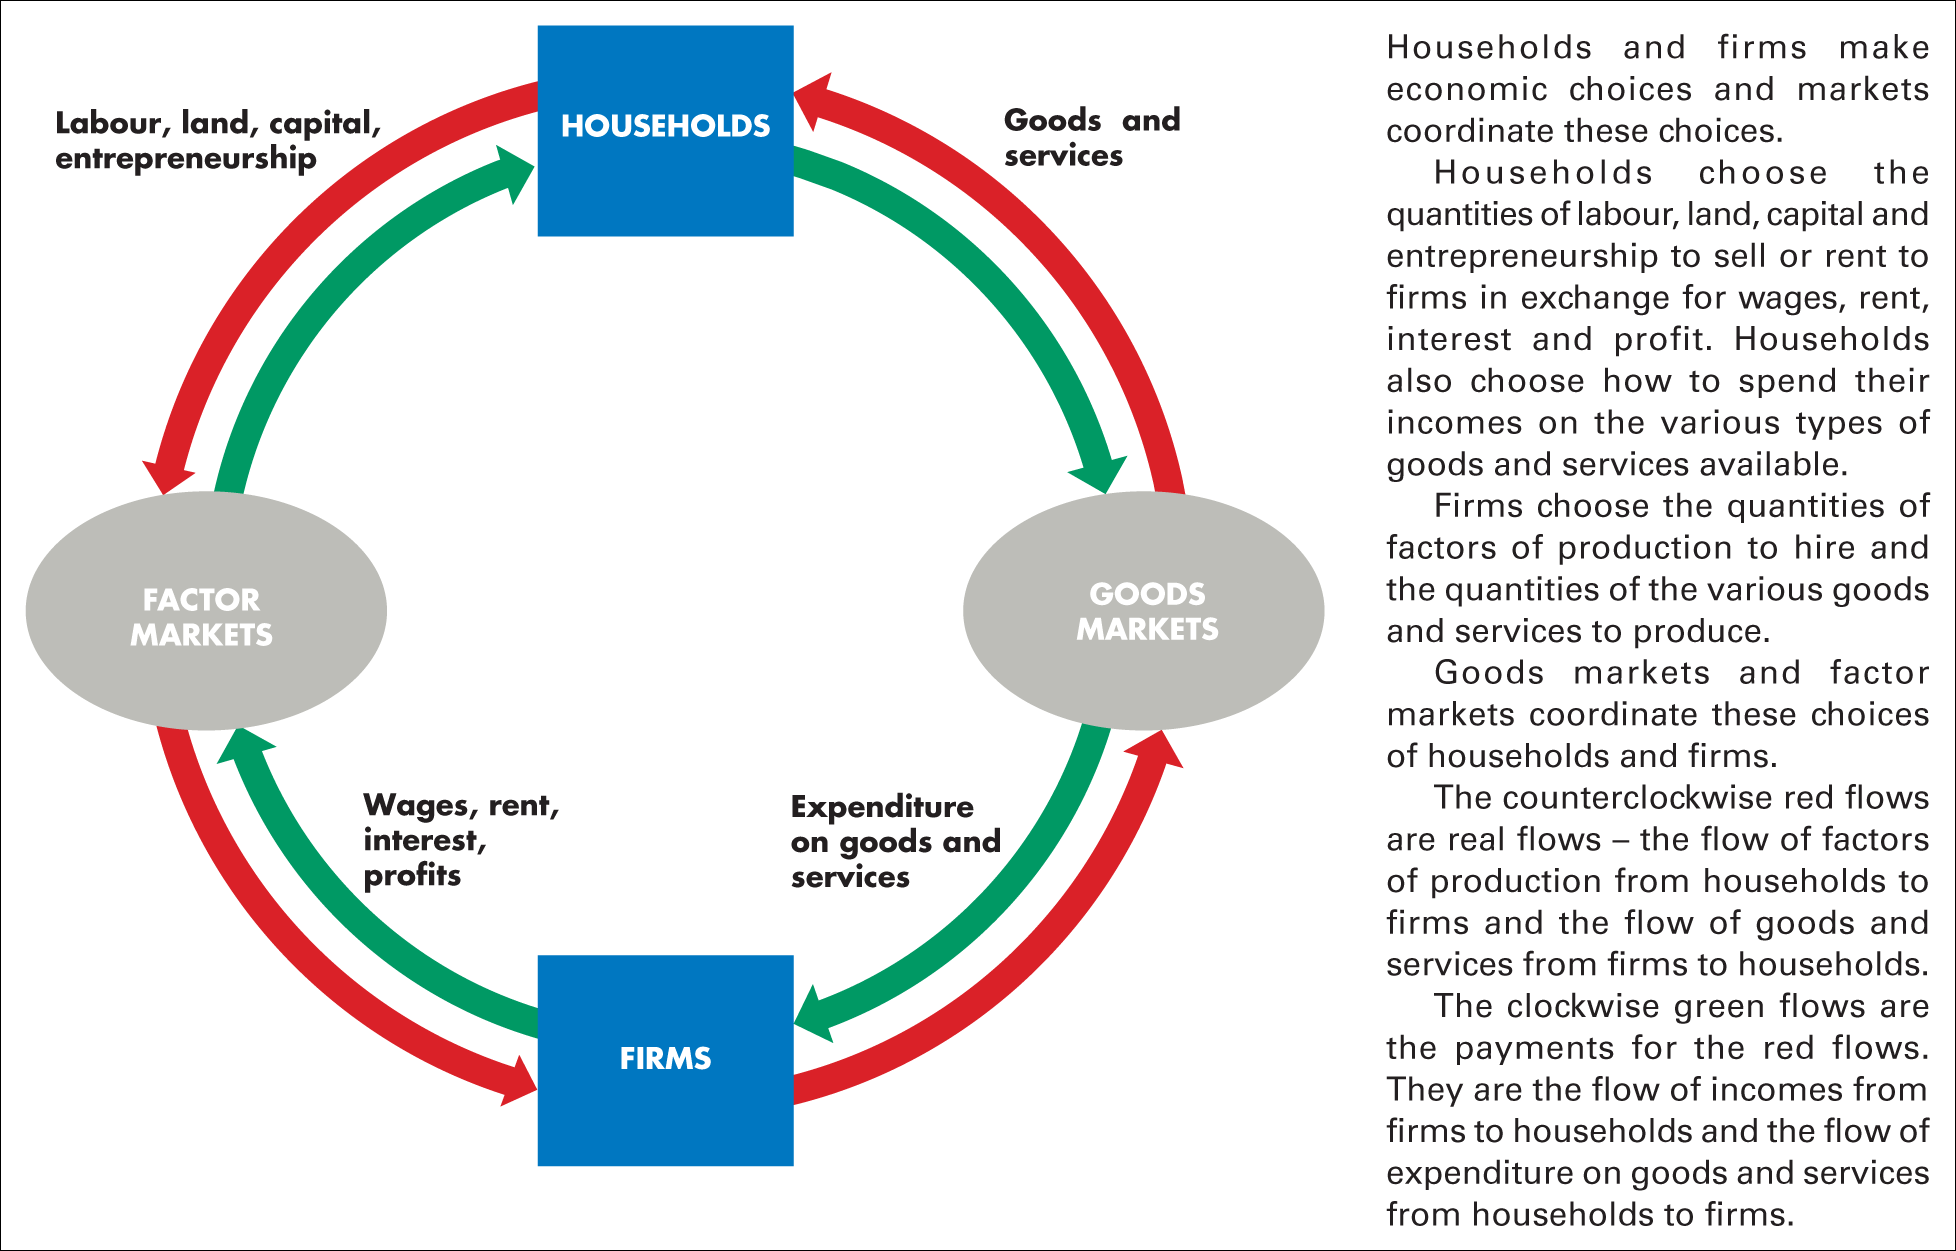 HOUSEHOLDS
Labour, land, capital,
entrepreneurship
Goods and
services
FACTOR
MARKETS
GOODS
MARKETS
Wages, rent,
interest,
profits
Expenditure
on goods and
services
FIRMS
Households and firms make
economic choices and markets
coordinate these choices.
Households choose the
quantities of labour, land, capital and
entrepreneurship to sell or rent to
firms in exchange for wages, rent,
interest and profit. Households
also choose how to spend their
incomes on the various types of
goods and services available.
Firms choose the quantities of
factors of production to hire and
the quantities of the various goods
and services to produce.
Goods markets and factor
markets coordinate these choices
of households and firms.
The counterclockwise red flows
are real flows – the flow of factors
of production from households to
firms and the flow of goods and
services from firms to households.
The clockwise green flows are
the payments for the red flows.
They are the flow of incomes from
firms to households and the flow of
expenditure on goods and services
from households to firms.